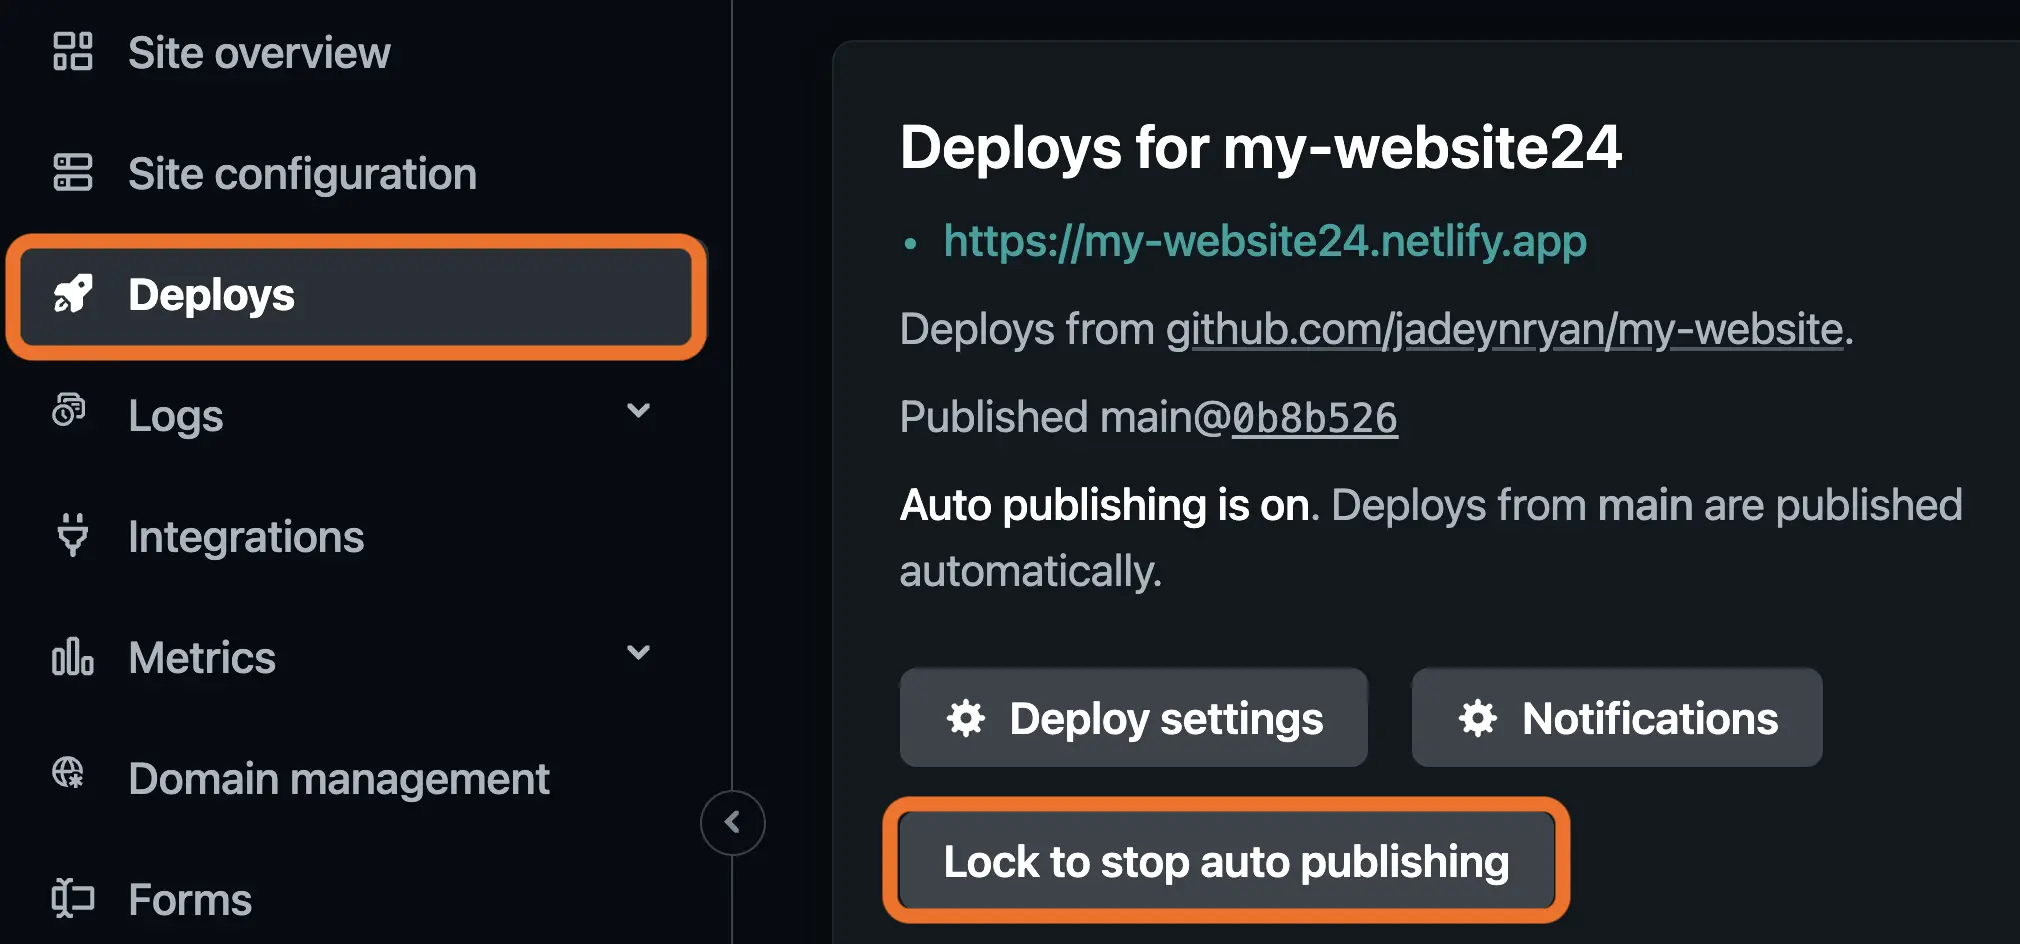 Site overview
Site configuration
Deploys
Logs
Integrations
Metrics
Domain management
Forms
Deploys for my-website24
• https://my-website24.netlify.app
Deploys from github.com/jadeynryan/my-website.
Published main@0b8b526
Auto publishing is on. Deploys from main are published
automatically.
Deploy settings
Notifications
Lock to stop auto publishing